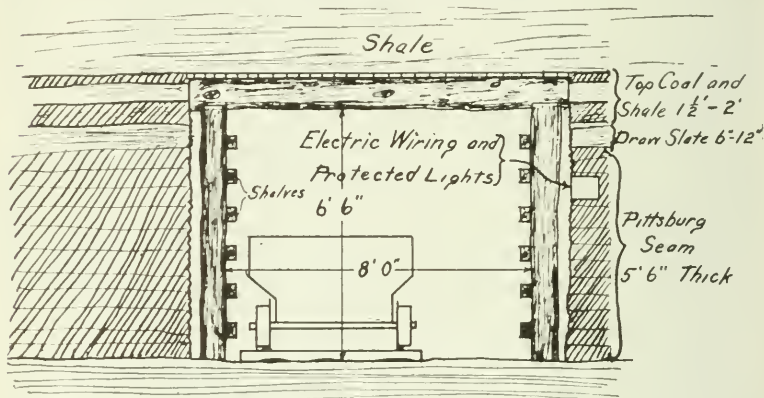 Shale
Top Coal and
Shale 1½'-2'
Draw Slate 6"-12"
Electric Wiring and
Protected Lights
Shelves
6' 6"
8' 0"
Pittsburg
Seam
5' 6" Thick